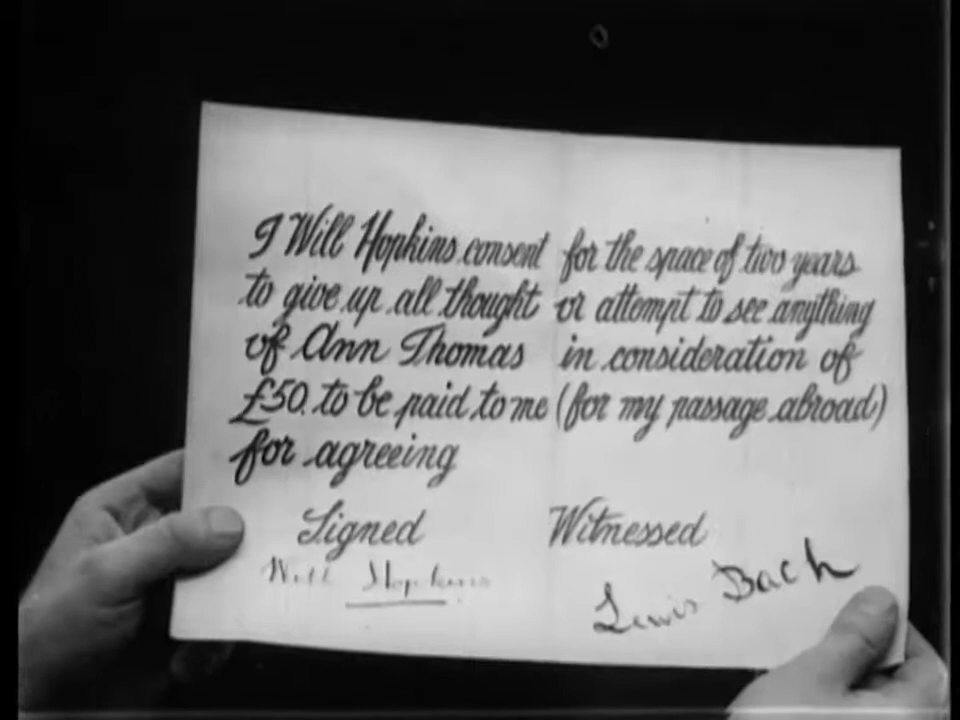 I Will Hopkins consent for the space of two years
to give up all thought or attempt to see anything
of Ann Thomas in consideration of
£50. to be paid to me (for my passage abroad)
for agreeing
Signed Witnessed
Will Hopkins Lewis Bach